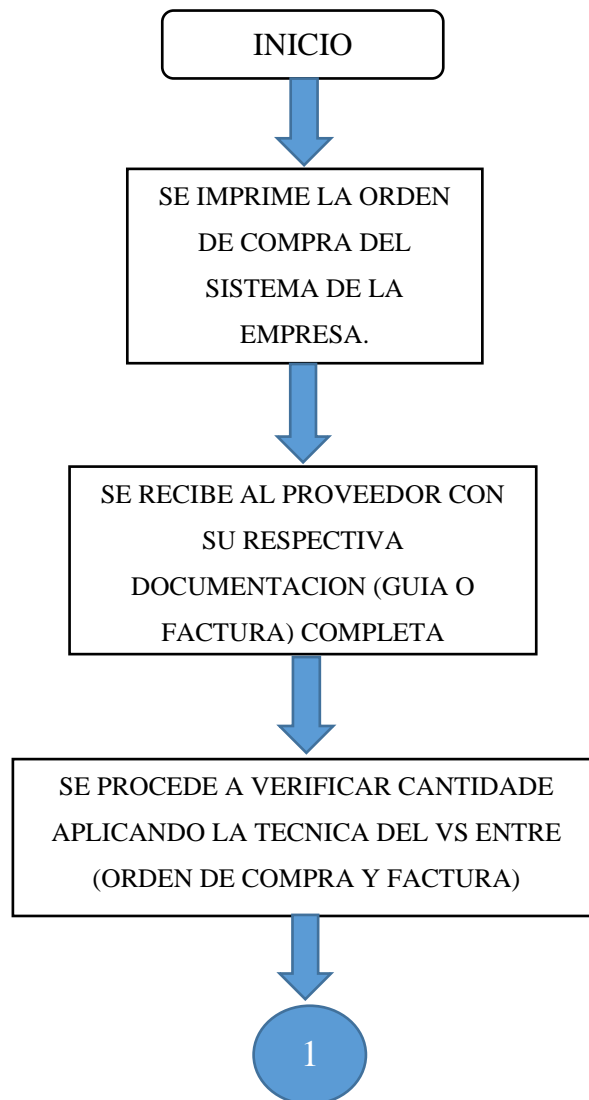 INICIO
SE IMPRIME LA ORDEN
DE COMPRA DEL
SISTEMA DE LA
EMPRESA.
SE RECIBE AL PROVEEDOR CON
SU RESPECTIVA
DOCUMENTACION (GUIA O
FACTURA) COMPLETA
SE PROCEDE A VERIFICAR CANTIDADE
APLICANDO LA TECNICA DEL VS ENTRE
(ORDEN DE COMPRA Y FACTURA)
1